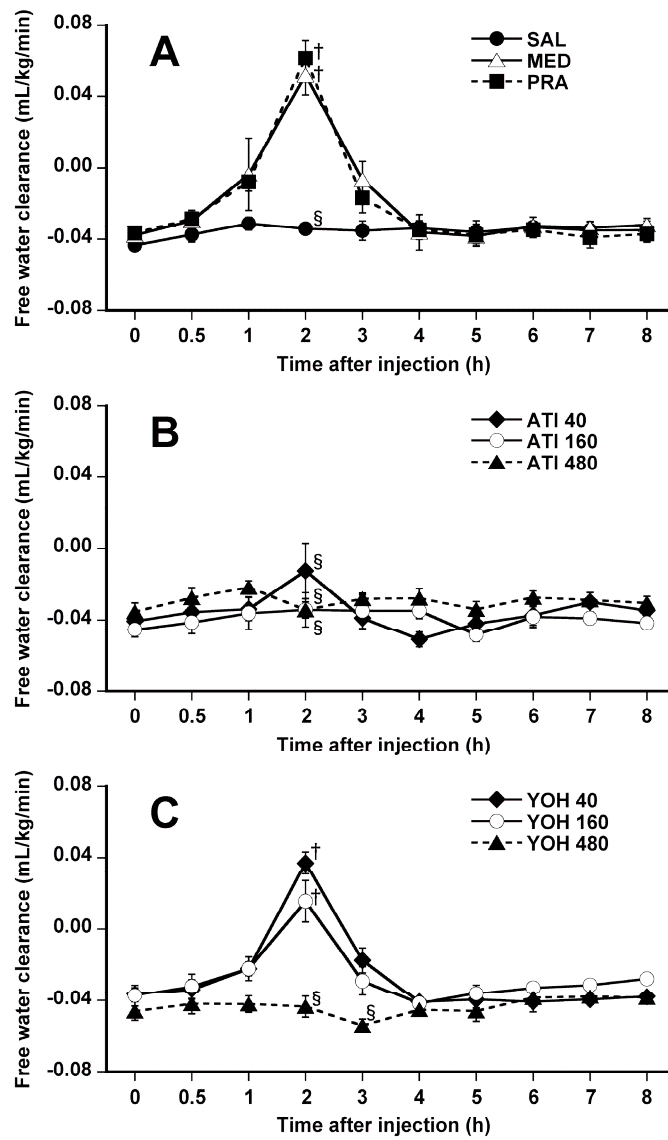 A
SAL
MED
PRA
Free water clearance (mL/kg/min)
0.08
0.04
0.00
-0.04
-0.08
†
†
§
0 0.5 1 2 3 4 5 6 7 8
Time after injection (h)
B
ATI 40
ATI 160
ATI 480
Free water clearance (mL/kg/min)
0.08
0.04
0.00
-0.04
-0.08
§
§
§
0 0.5 1 2 3 4 5 6 7 8
Time after injection (h)
C
YOH 40
YOH 160
YOH 480
Free water clearance (mL/kg/min)
0.08
0.04
0.00
-0.04
-0.08
†
†
§
§
0 0.5 1 2 3 4 5 6 7 8
Time after injection (h)